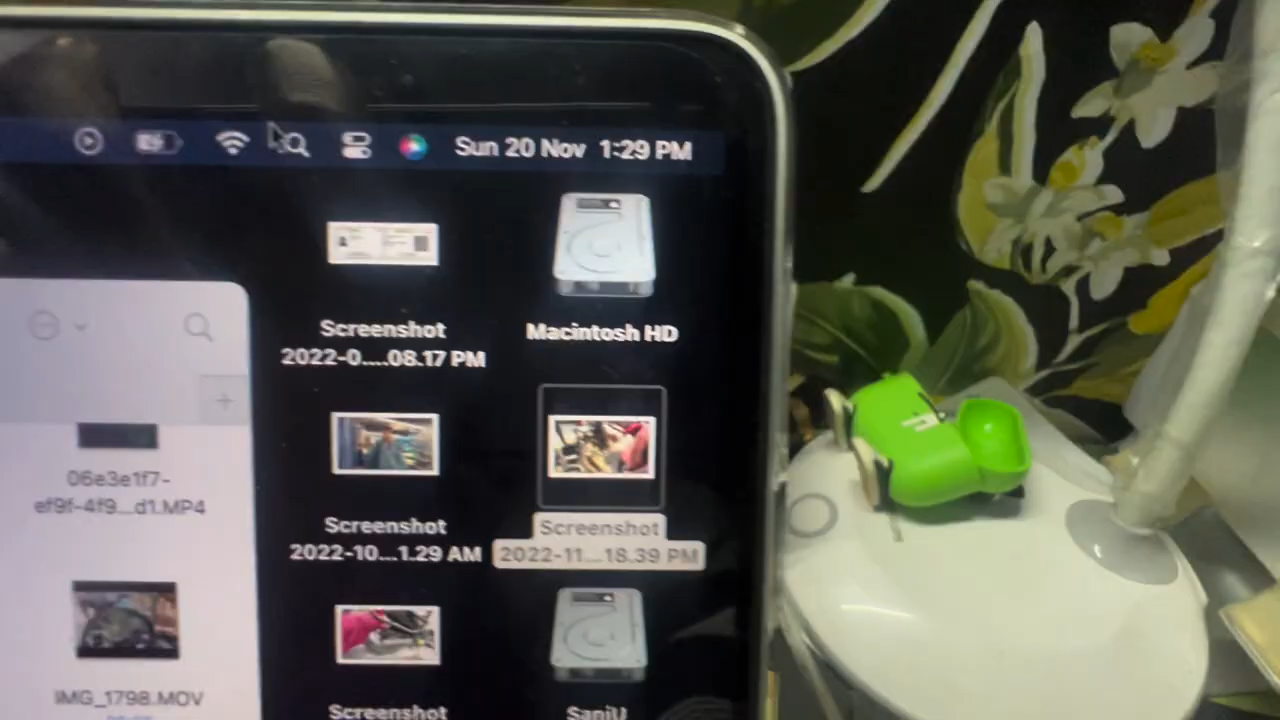 Sun 20 Nov 1:29 PM
Screenshot
2022-0....08.17 PM
Macintosh HD
06e3e1f7-
ef9f-4f9...d1.MP4
Screenshot
2022-10...1.29 AM
Screenshot
2022-11...18.39 PM
IMG_1798.MOV
Screenshot
SanjU